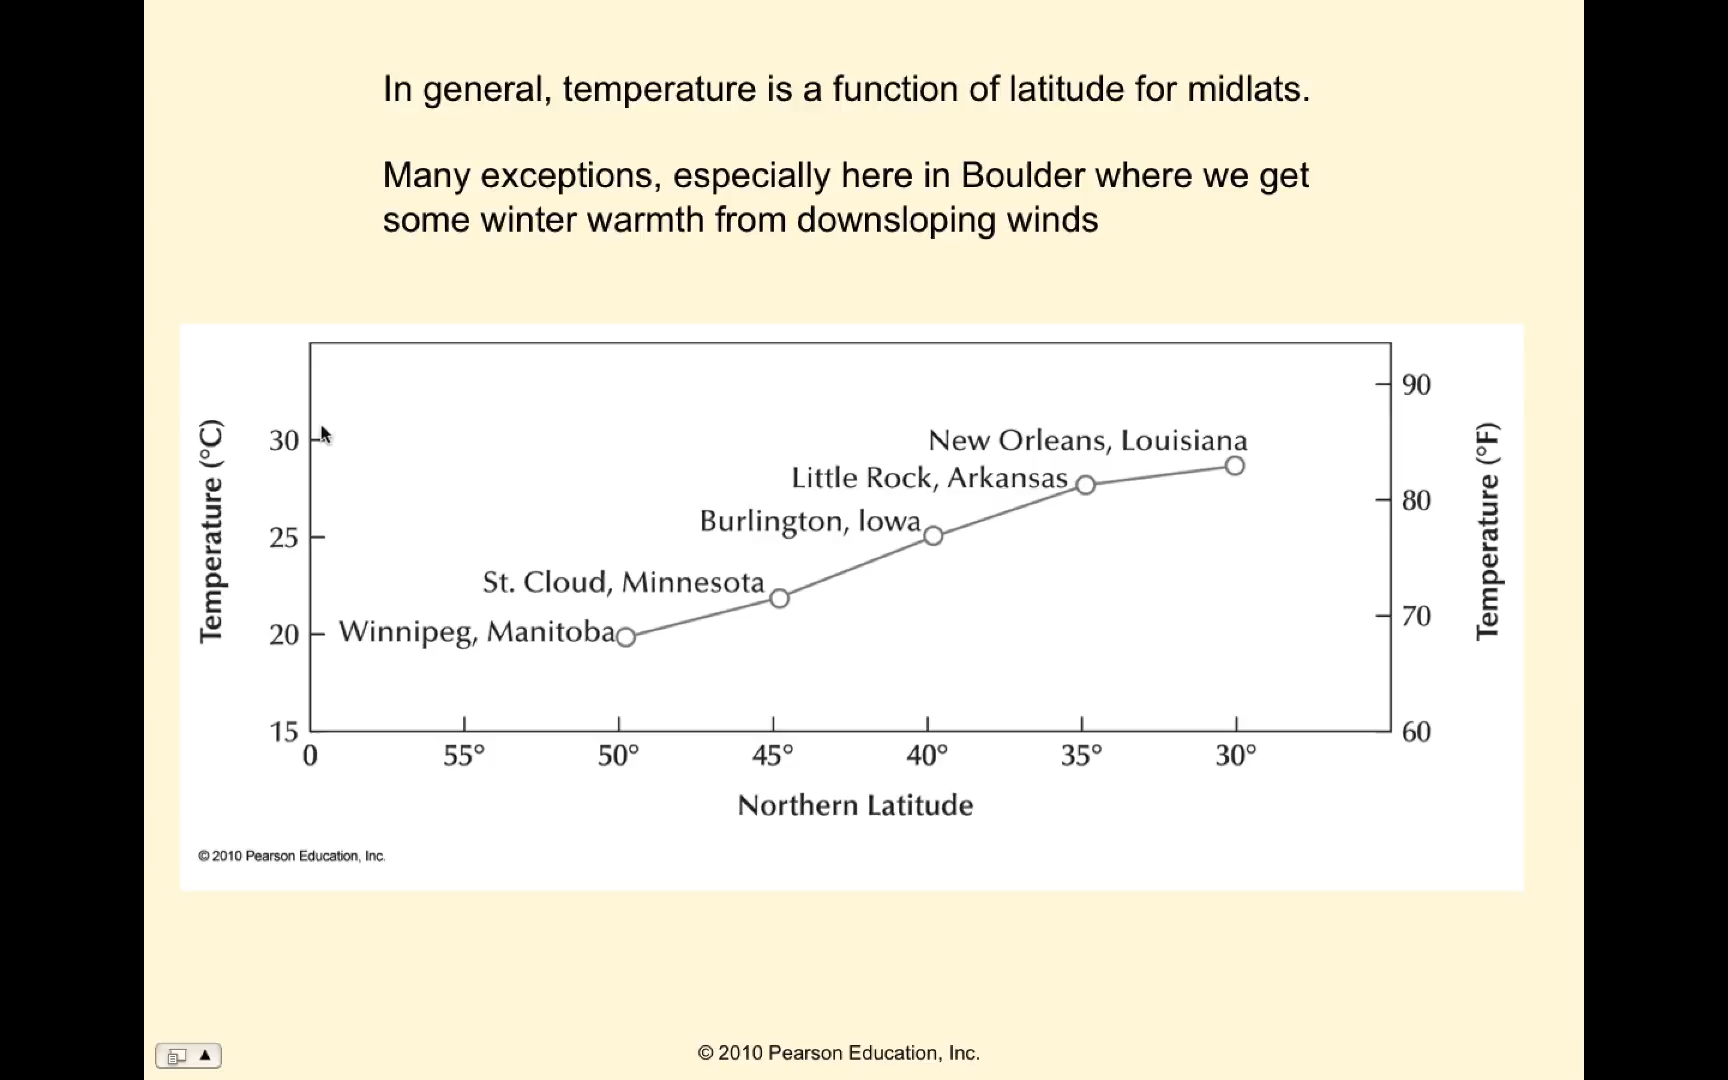 In general, temperature is a function of latitude for midlats.
Many exceptions, especially here in Boulder where we get
some winter warmth from downsloping winds
90
30
New Orleans, Louisiana
Little Rock, Arkansas
80
Burlington, Iowa
25
St. Cloud, Minnesota
70
20
Winnipeg, Manitoba
15
60
Temperature (°C)
Temperature (°F)
0 55° 50° 45° 40° 35° 30°
Northern Latitude
© 2010 Pearson Education, Inc.
© 2010 Pearson Education, Inc.